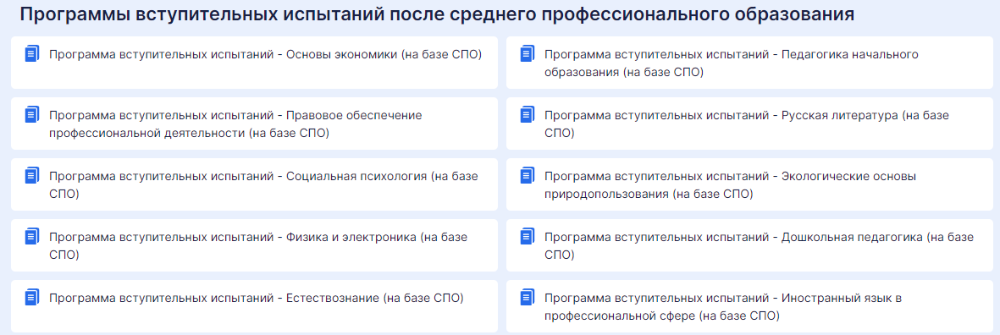 Программы вступительных испытаний после среднего профессионального образования
Программа вступительных испытаний - Основы экономики (на базе СПО)
Программа вступительных испытаний - Педагогика начального
образования (на базе СПО)
Программа вступительных испытаний - Правовое обеспечение
профессиональной деятельности (на базе СПО)
Программа вступительных испытаний - Русская литература (на базе
СПО)
Программа вступительных испытаний - Социальная психология (на базе
СПО)
Программа вступительных испытаний - Экологические основы
природопользования (на базе СПО)
Программа вступительных испытаний - Физика и электроника (на базе
СПО)
Программа вступительных испытаний - Дошкольная педагогика (на базе
СПО)
Программа вступительных испытаний - Естествознание (на базе СПО)
Программа вступительных испытаний - Иностранный язык в
профессиональной сфере (на базе СПО)